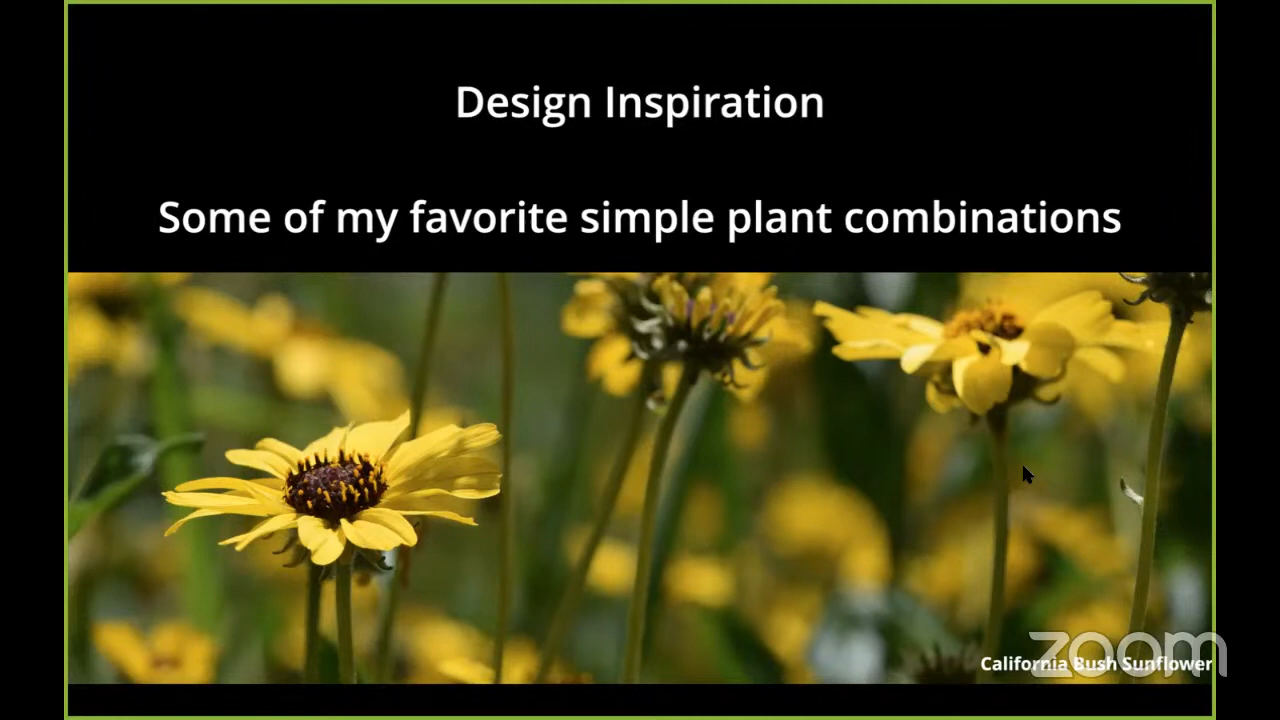 Design Inspiration
Some of my favorite simple plant combinations
California Bush Sunflower
zoom